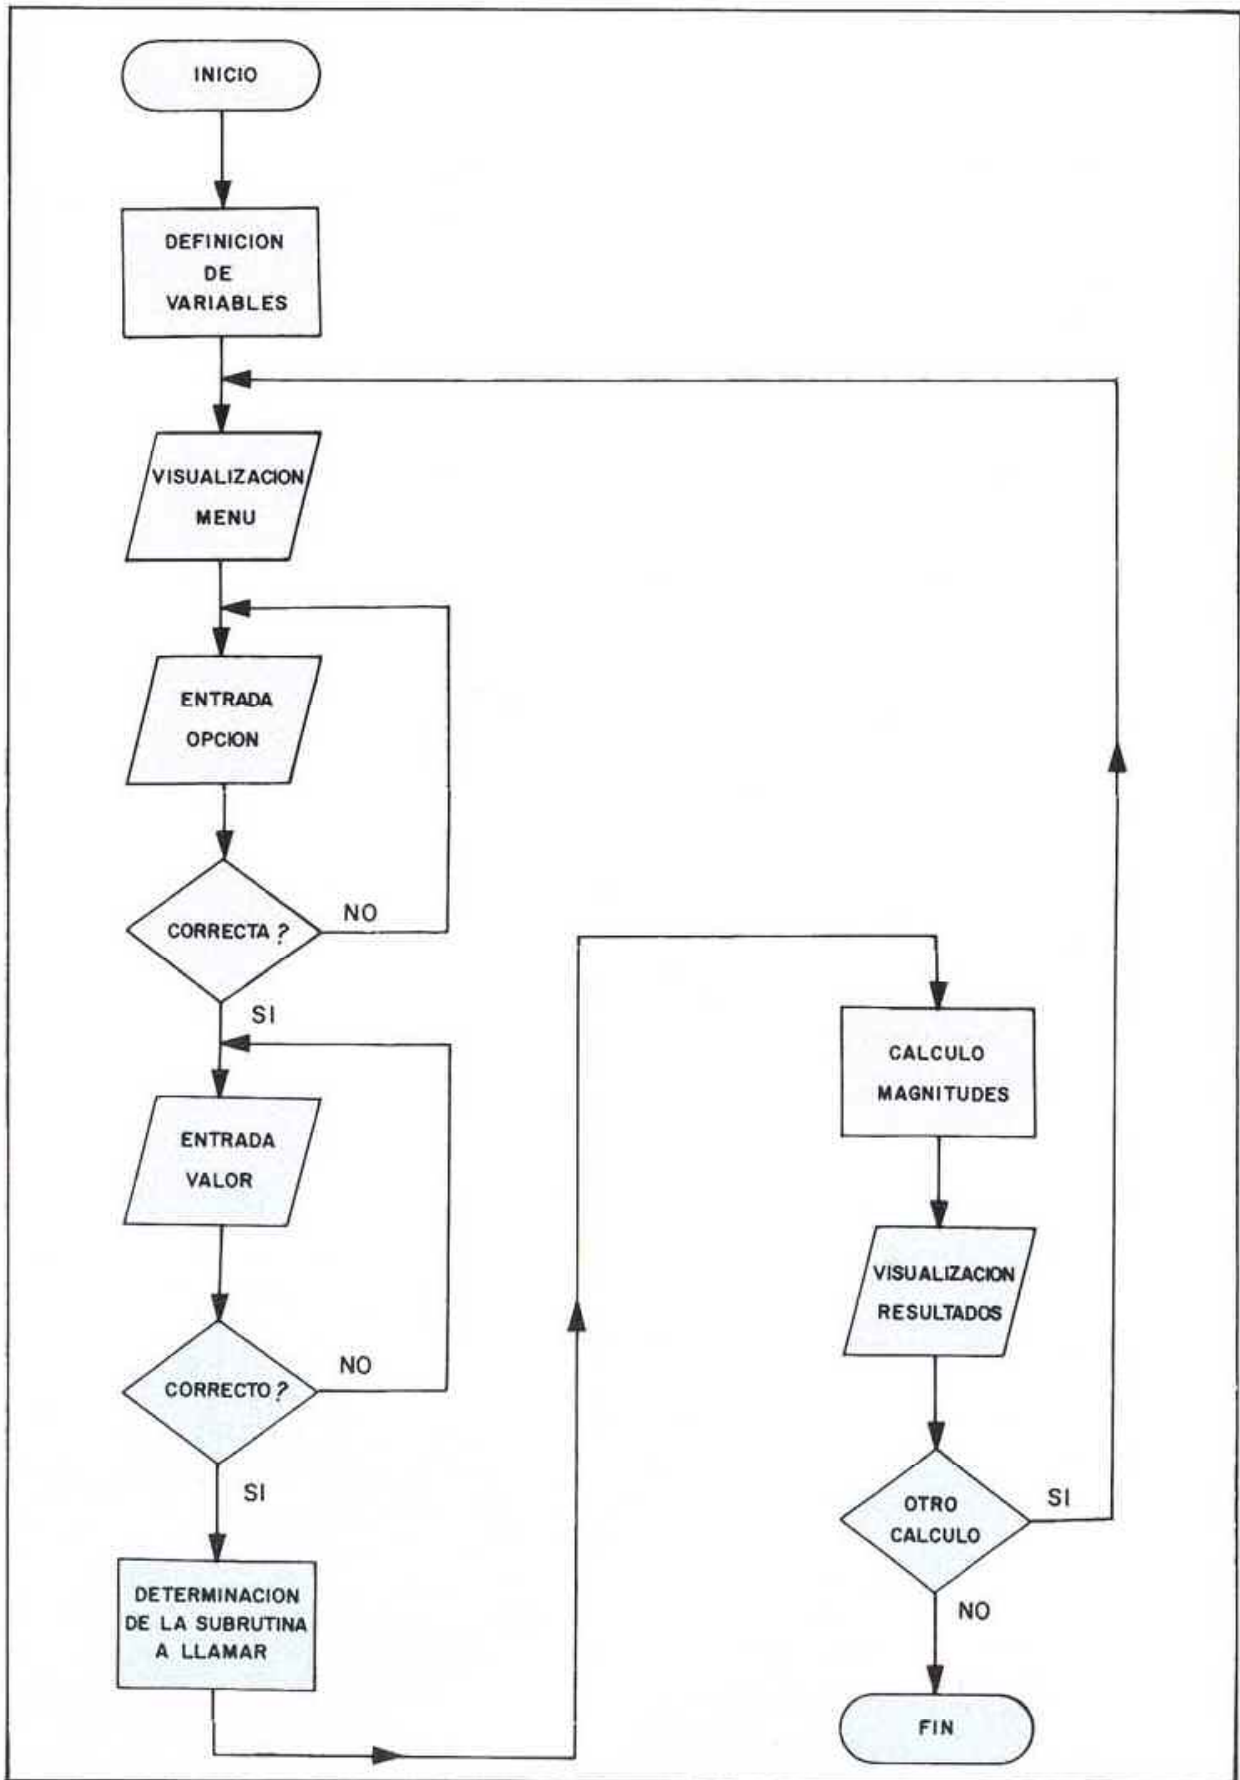 INICIO
DEFINICION
DE
VARIABLES
VISUALIZACION
MENU
ENTRADA
OPCION
CORRECTA ?
NO
SI
ENTRADA
VALOR
CORRECTO ?
NO
SI
DETERMINACION
DE LA SUBRUTINA
A LLAMAR
CALCULO
MAGNITUDES
VISUALIZACION
RESULTADOS
OTRO
CALCULO
SI
NO
FIN